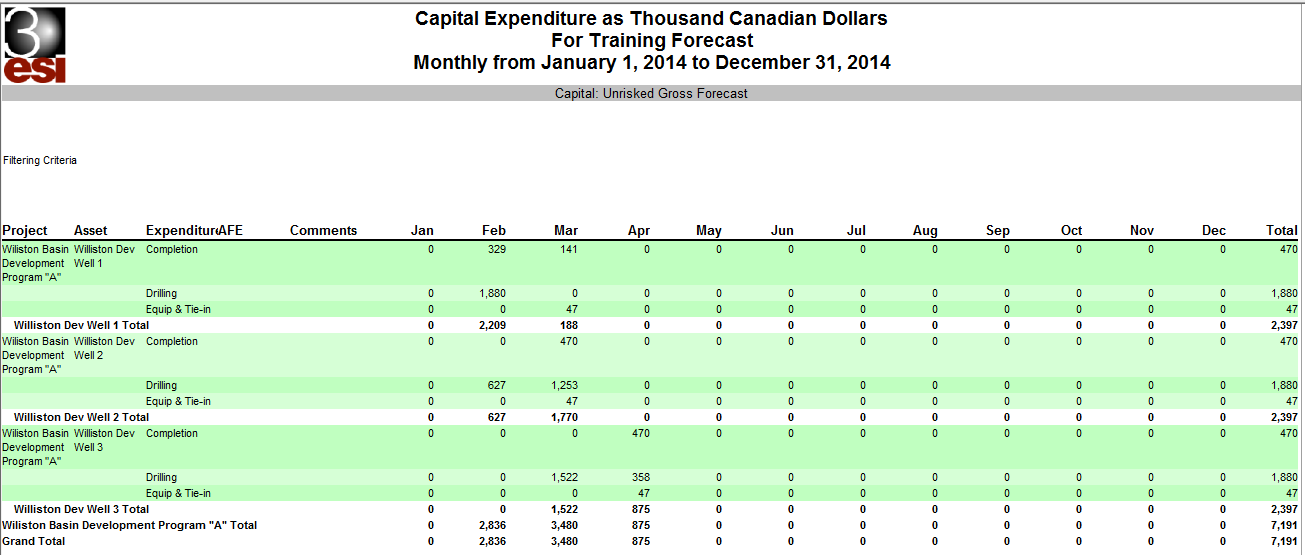 3
esi
Capital Expenditure as Thousand Canadian Dollars
For Training Forecast
Monthly from January 1, 2014 to December 31, 2014
Capital: Unrisked Gross Forecast
Filtering Criteria
Project Asset ExpenditurAFE Comments Jan Feb Mar Apr May Jun Jul Aug Sep Oct Nov Dec Total
Wiliston Basin Williston Dev Completion 0 329 141 0 0 0 0 0 0 0 0 0 470
Development Well 1
Program "A"
Drilling 0 1,880 0 0 0 0 0 0 0 0 0 0 1,880
Equip & Tie-in 0 0 47 0 0 0 0 0 0 0 0 0 47
Williston Dev Well 1 Total 0 2,209 188 0 0 0 0 0 0 0 0 0 2,397
Wiliston Basin Williston Dev Completion 0 0 470 0 0 0 0 0 0 0 0 0 470
Development Well 2
Program "A"
Drilling 0 627 1,253 0 0 0 0 0 0 0 0 0 1,880
Equip & Tie-in 0 0 47 0 0 0 0 0 0 0 0 0 47
Williston Dev Well 2 Total 0 627 1,770 0 0 0 0 0 0 0 0 0 2,397
Wiliston Basin Williston Dev Completion 0 0 0 470 0 0 0 0 0 0 0 0 470
Development Well 3
Program "A"
Drilling 0 0 1,522 358 0 0 0 0 0 0 0 0 1,880
Equip & Tie-in 0 0 0 47 0 0 0 0 0 0 0 0 47
Williston Dev Well 3 Total 0 0 1,522 875 0 0 0 0 0 0 0 0 2,397
Wiliston Basin Development Program "A" Total 0 2,836 3,480 875 0 0 0 0 0 0 0 0 7,191
Grand Total 0 2,836 3,480 875 0 0 0 0 0 0 0 0 7,191